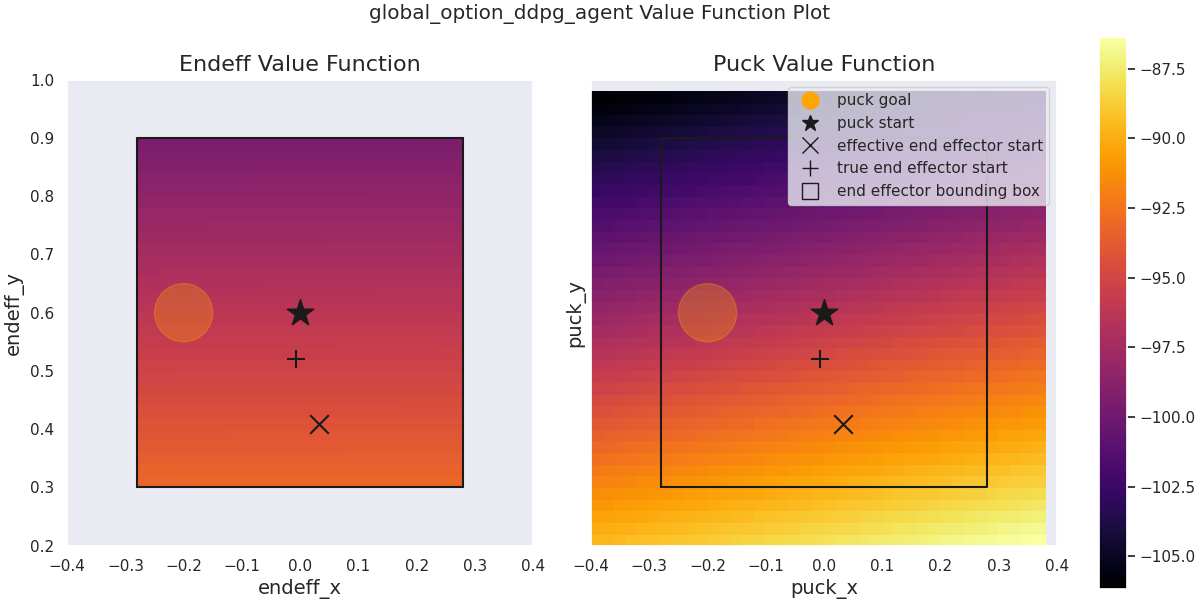 global_option_ddpg_agent Value Function Plot
Endeff Value Function
1.0
0.9
0.8
0.7
0.6
0.5
0.4
0.3
0.2
endeff_y
−0.4 −0.3 −0.2 −0.1 0.0 0.1 0.2 0.3 0.4
endeff_x
Puck Value Function
puck goal
puck start
effective end effector start
true end effector start
end effector bounding box
puck_y
−0.4 −0.3 −0.2 −0.1 0.0 0.1 0.2 0.3 0.4
puck_x
−87.5
−90.0
−92.5
−95.0
−97.5
−100.0
−102.5
−105.0